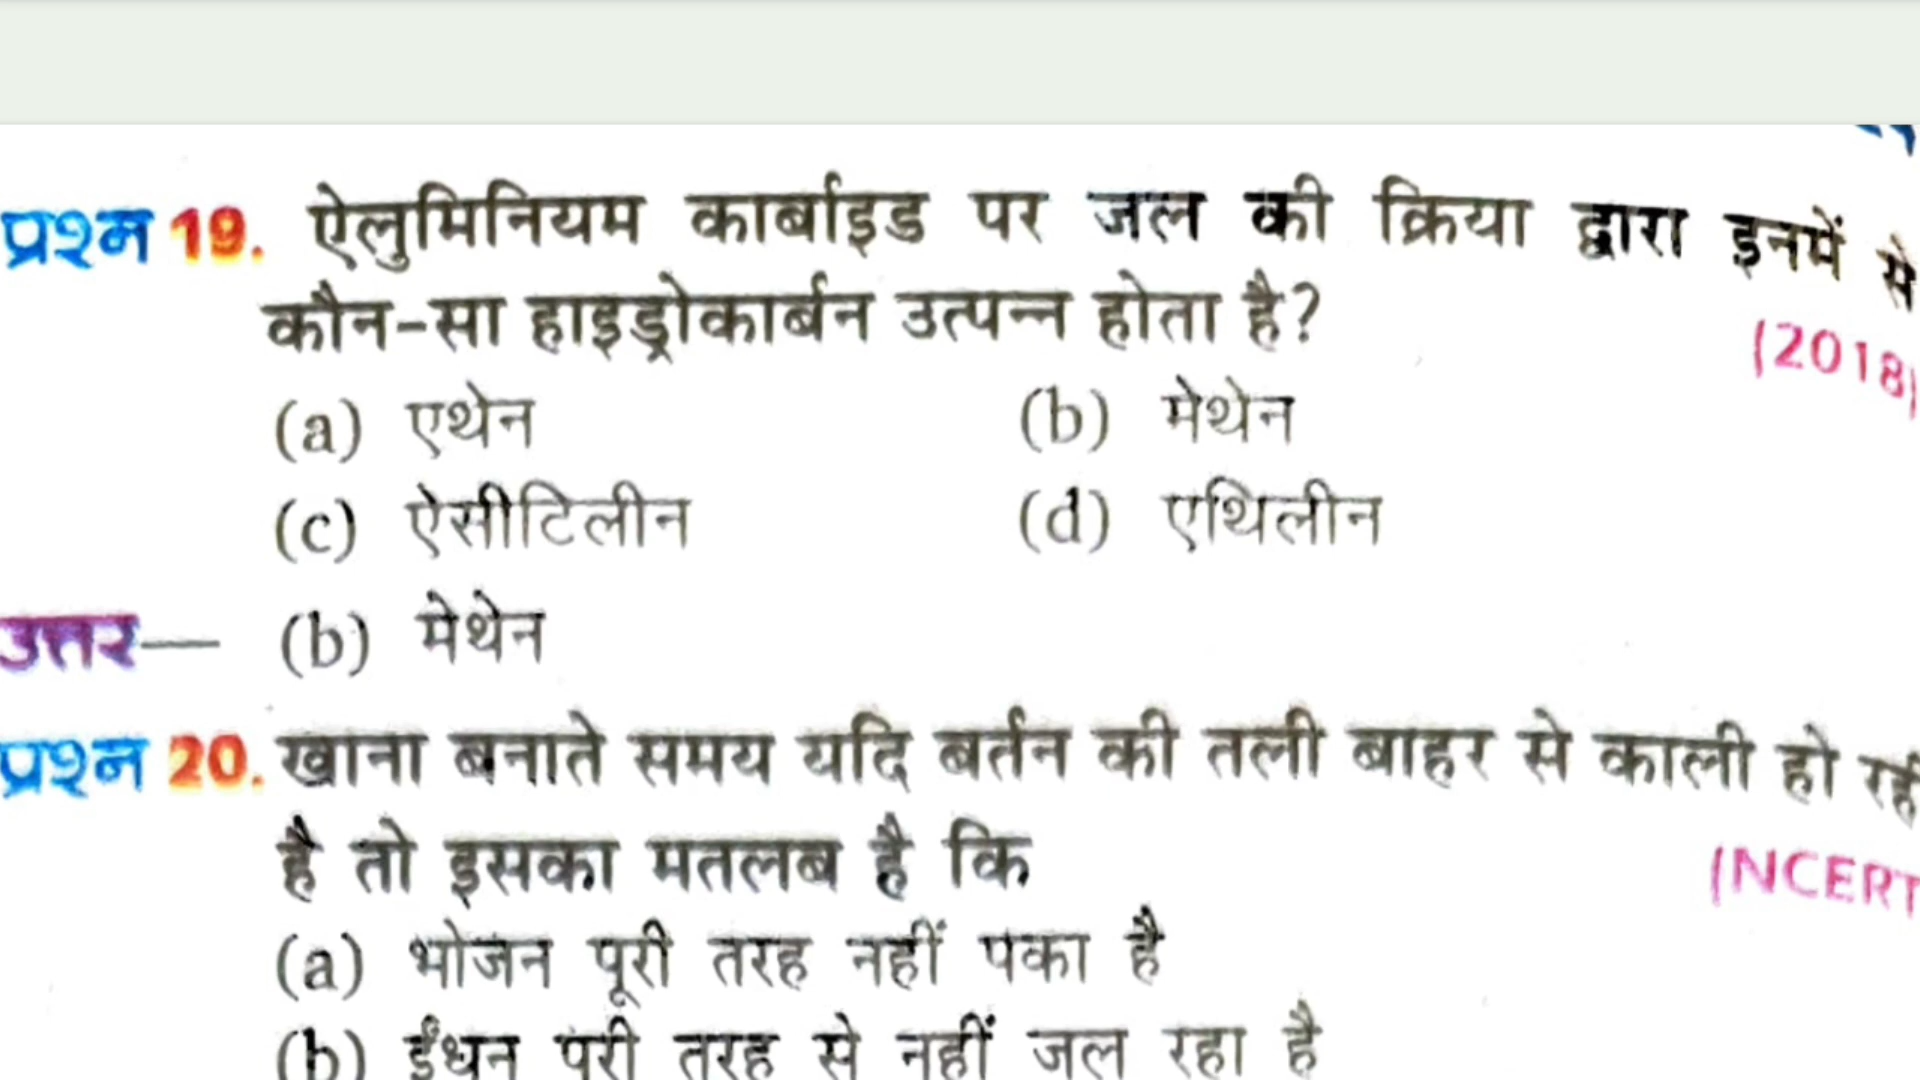 प्रश्न 19. ऐलुमिनियम कार्बाइड पर जल की क्रिया द्वारा इनमें से
कौन-सा हाइड्रोकार्बन उत्पन्न होता है?
(2018)
(a) एथेन (b) मेथेन
(c) ऐसीटिलीन (d) एथिलीन
उत्तर— (b) मेथेन
प्रश्न 20. खाना बनाते समय यदि बर्तन की तली बाहर से काली हो
है तो इसका मतलब है कि
(NCERT
(a) भोजन पूरी तरह नहीं पका है
(b) ईंधन पूरी तरह से नहीं जल रहा है